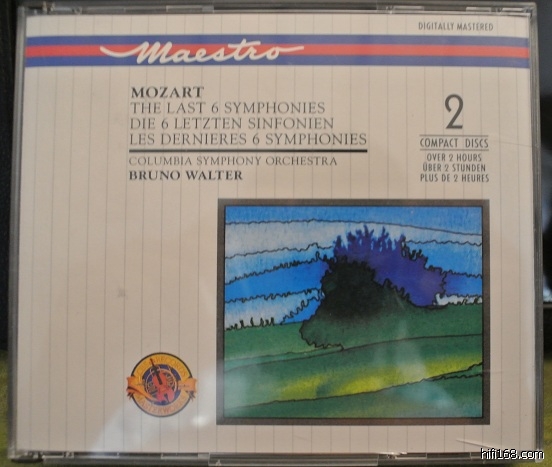 Maestro
DIGITALLY MASTERED
MOZART
THE LAST 6 SYMPHONIES
DIE 6 LETZTEN SINFONIEN
LES DERNIERES 6 SYMPHONIES
COLUMBIA SYMPHONY ORCHESTRA
BRUNO WALTER
2
COMPACT DISCS
OVER 2 HOURS
ÜBER 2 STUNDEN
PLUS DE 2 HEURES
hifi168.com